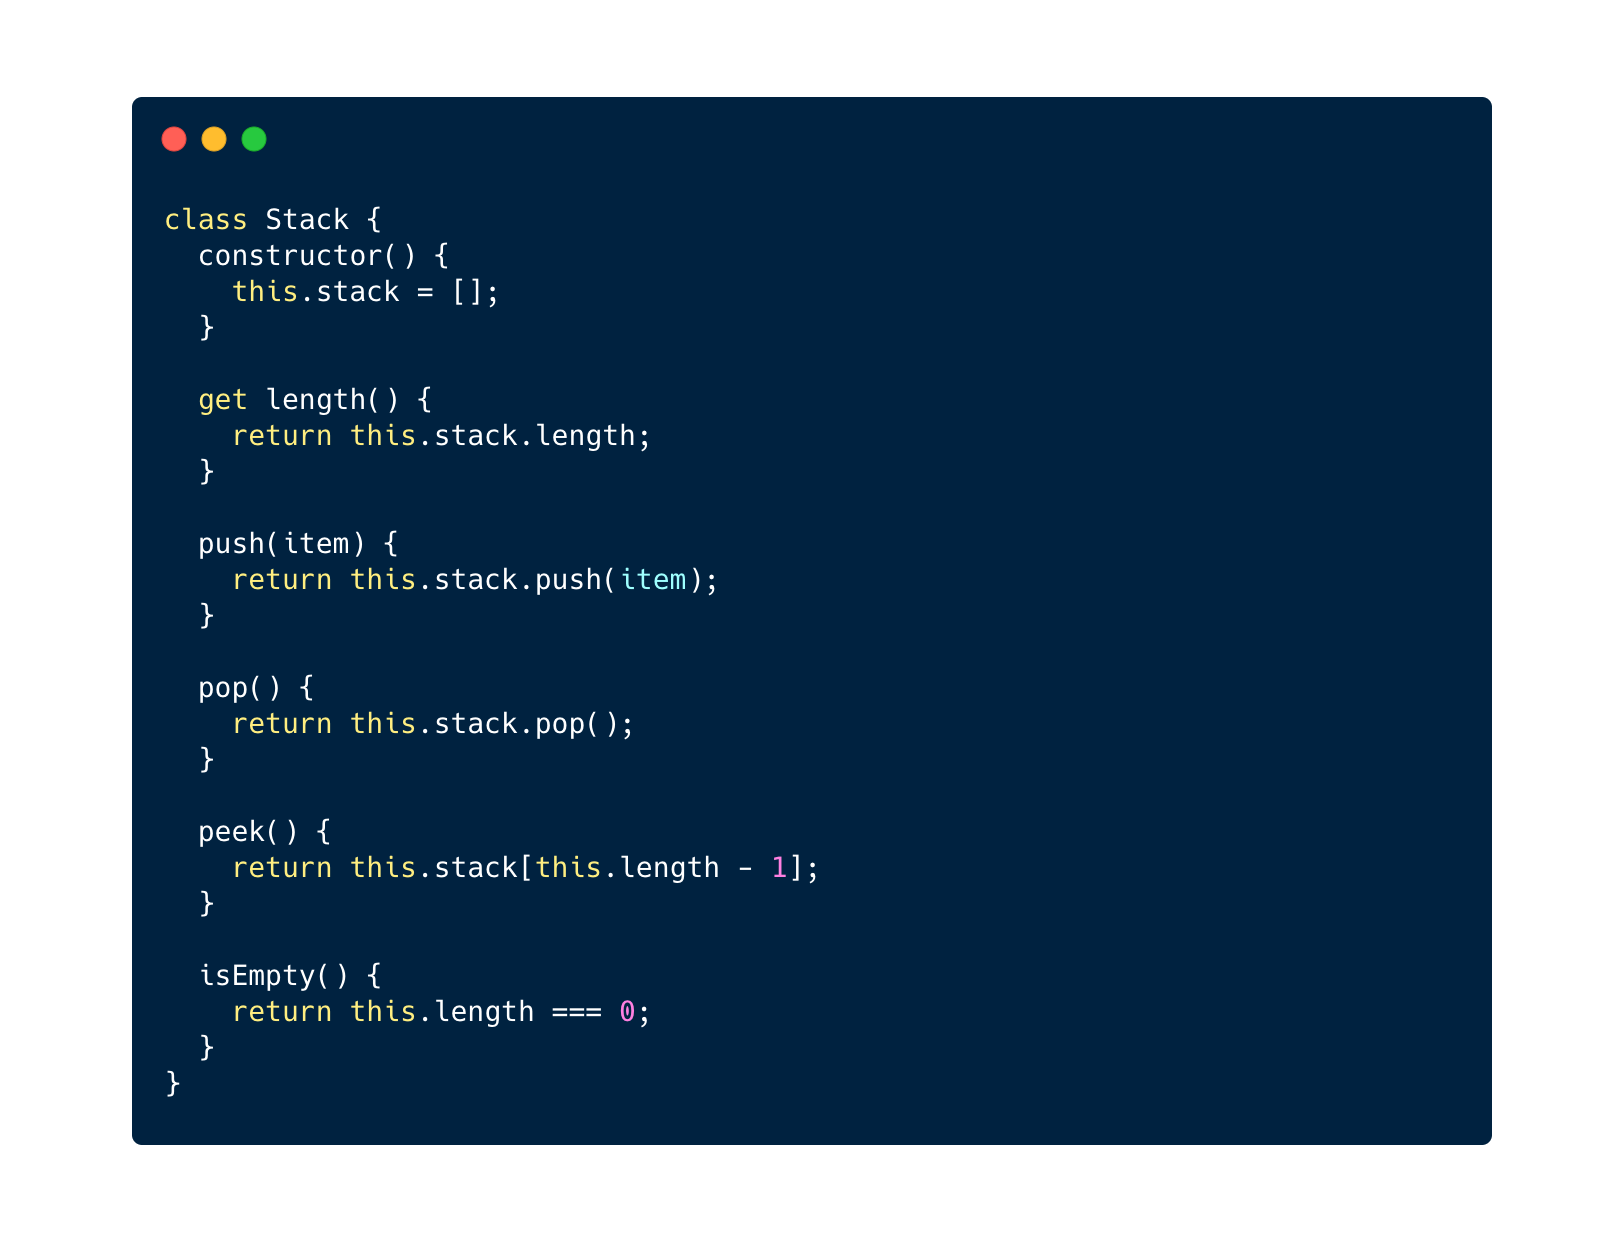 class Stack {
  constructor() {
    this.stack = [];
  }

  get length() {
    return this.stack.length;
  }

  push(item) {
    return this.stack.push(item);
  }

  pop() {
    return this.stack.pop();
  }

  peek() {
    return this.stack[this.length - 1];
  }

  isEmpty() {
    return this.length === 0;
  }
}